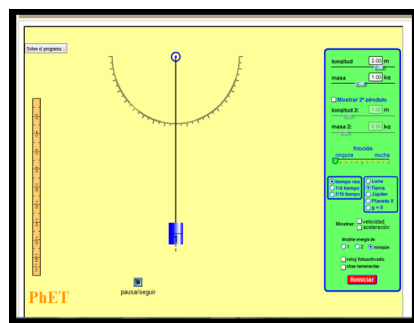 Sobre el programa...
longitud 2.00 m
masa 1.00 kg
Mostrar 2º péndulo
longitud 2: m
masa 2: kg
fricción
ninguna mucha
tiempo real
1/4 tiempo
1/16 tiempo
Luna
Tierra
Júpiter
Planeta X
g = 0
Mostrar: velocidad
aceleración
Mostrar energía de:
1 2 ningún
reloj fotoactivado
otras herramientas
Reiniciar
pausa/seguir
PhET